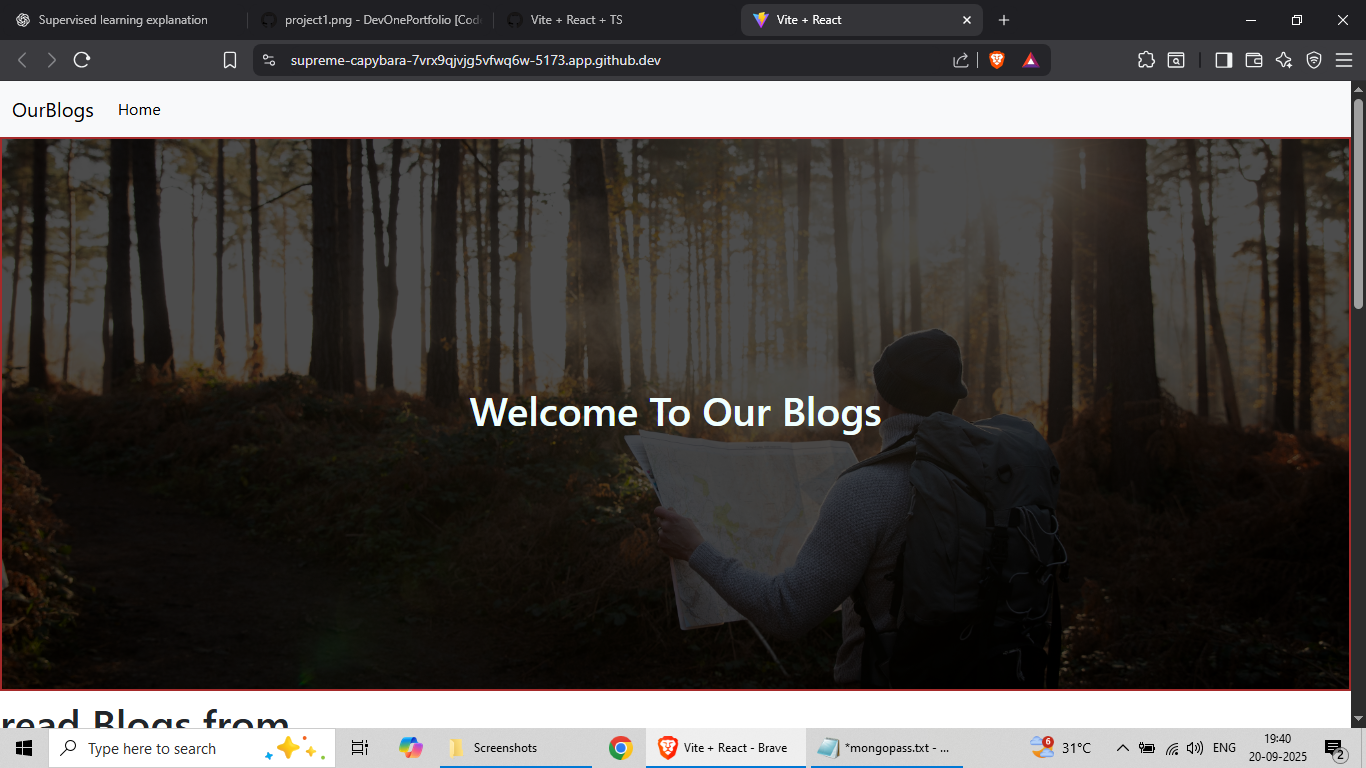 Supervised learning explanation
project1.png - DevOnePortfolio [Cod
Vite + React + TS
Vite + React
supreme-capybara-7vrx9qjvjg5vfwq6w-5173.app.github.dev
OurBlogs
Home
Welcome To Our Blogs
read Blogs from
Type here to search
Screenshots
Vite + React - Brave
*mongopass.txt - ...
6
31°C
ENG
19:40
20-09-2025
2